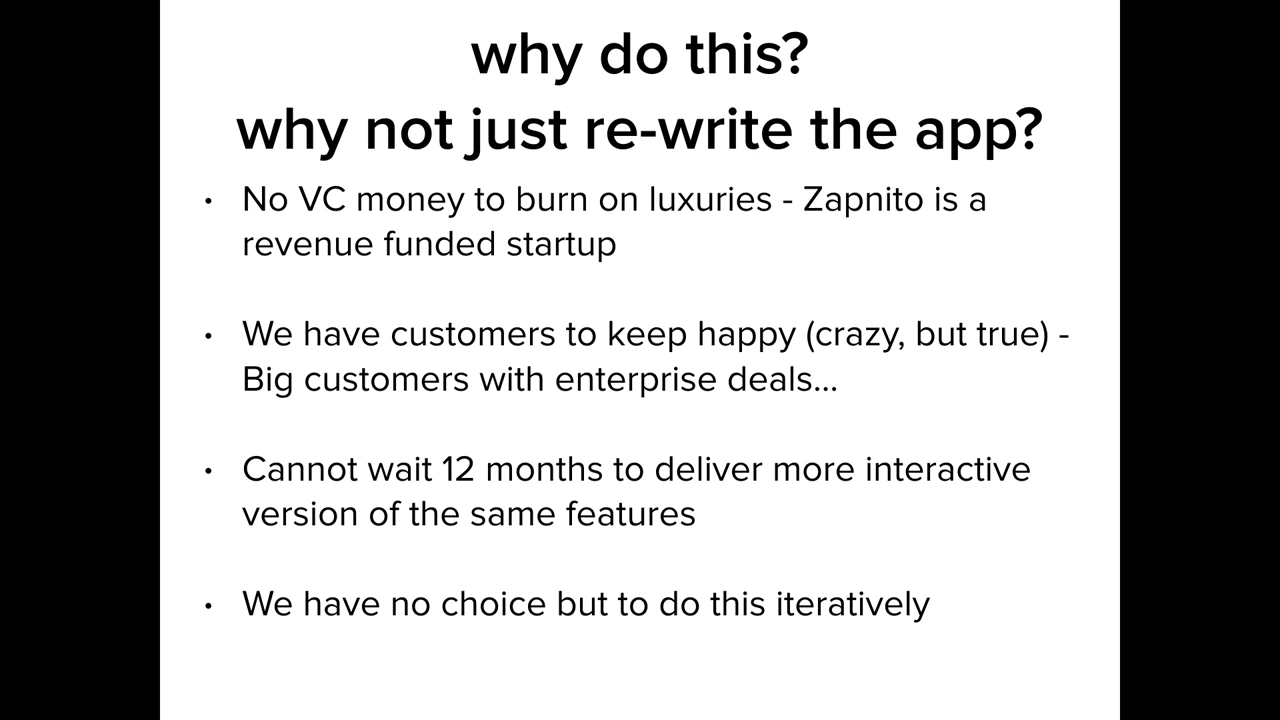 why do this?
why not just re-write the app?
• No VC money to burn on luxuries - Zapnito is a
revenue funded startup
• We have customers to keep happy (crazy, but true) -
Big customers with enterprise deals...
• Cannot wait 12 months to deliver more interactive
version of the same features
• We have no choice but to do this iteratively